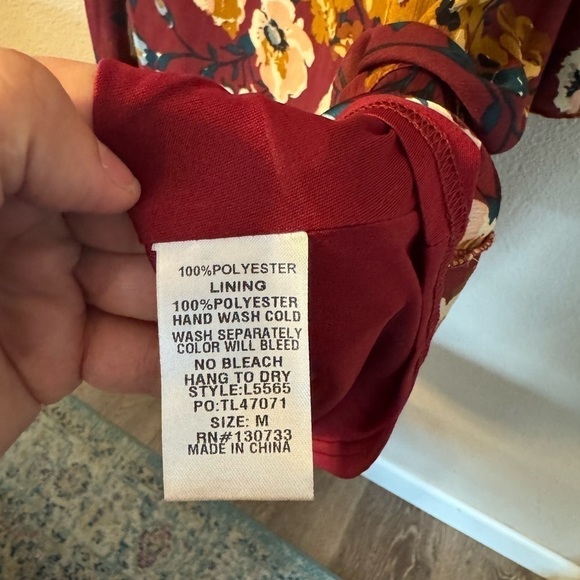 100%POLYESTER
LINING
100%POLYESTER
HAND WASH COLD
WASH SEPARATELY
COLOR WILL BLEED
NO BLEACH
HANG TO DRY
STYLE:L5565
PO:TL47071
SIZE: M
RN#130733
MADE IN CHINA